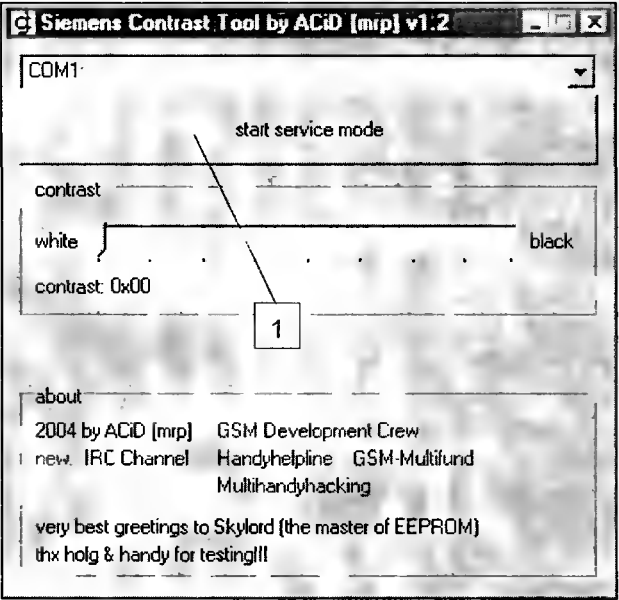 Siemens Contrast Tool by ACiD [mrp] v1.2
COM1:
start service mode
contrast
white black
contrast: 0x00
1
about
2004 by ACiD [mrp] GSM Development Crew
new: IRC Channel Handyhelpline GSM-Multifund
Multihandyhacking
very best greetings to Skylord (the master of EEPROM)
thx holg & handy for testing!!!